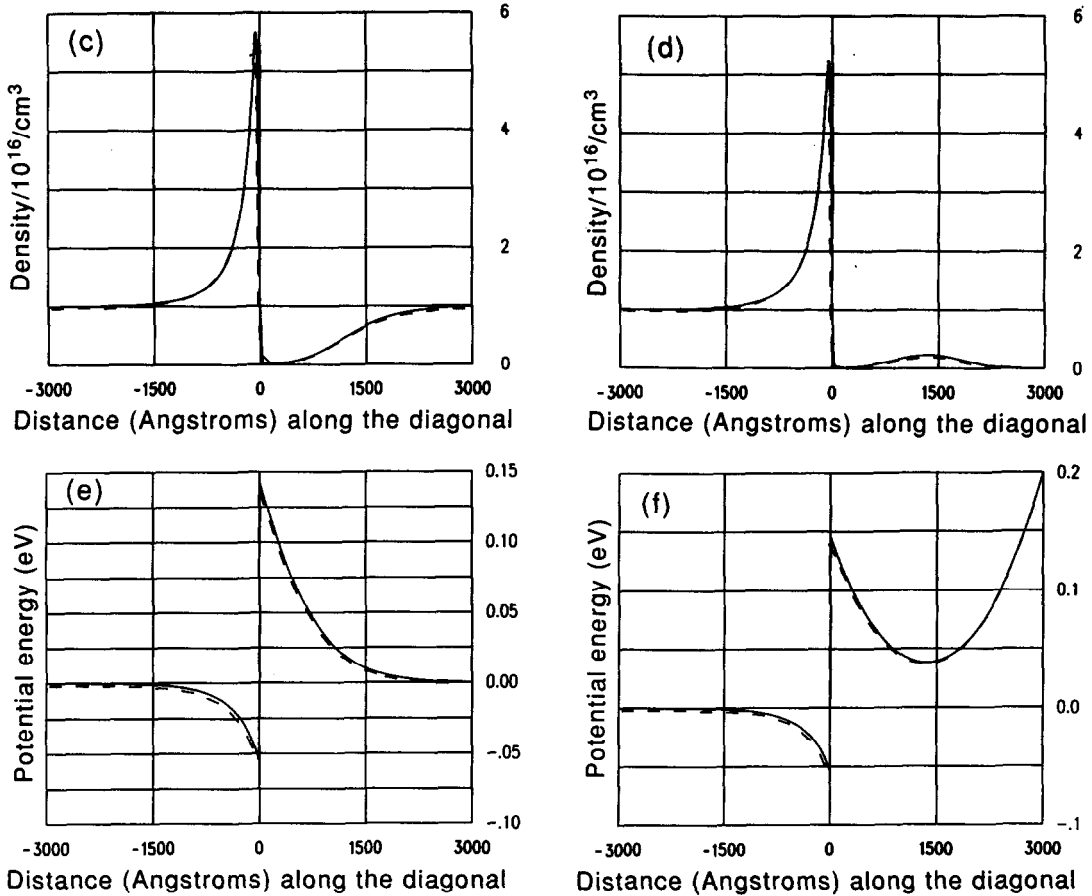 (c)
6
4
2
0
Density/10^16/cm^3
-3000 -1500 0 1500 3000
Distance (Angstroms) along the diagonal
(d)
6
4
2
0
Density/10^16/cm^3
-3000 -1500 0 1500 3000
Distance (Angstroms) along the diagonal
(e)
0.15
0.10
0.05
0.00
-.05
-.10
Potential energy (eV)
-3000 -1500 0 1500 3000
Distance (Angstroms) along the diagonal
(f)
0.2
0.1
0.0
-.1
Potential energy (eV)
-3000 -1500 0 1500 3000
Distance (Angstroms) along the diagonal